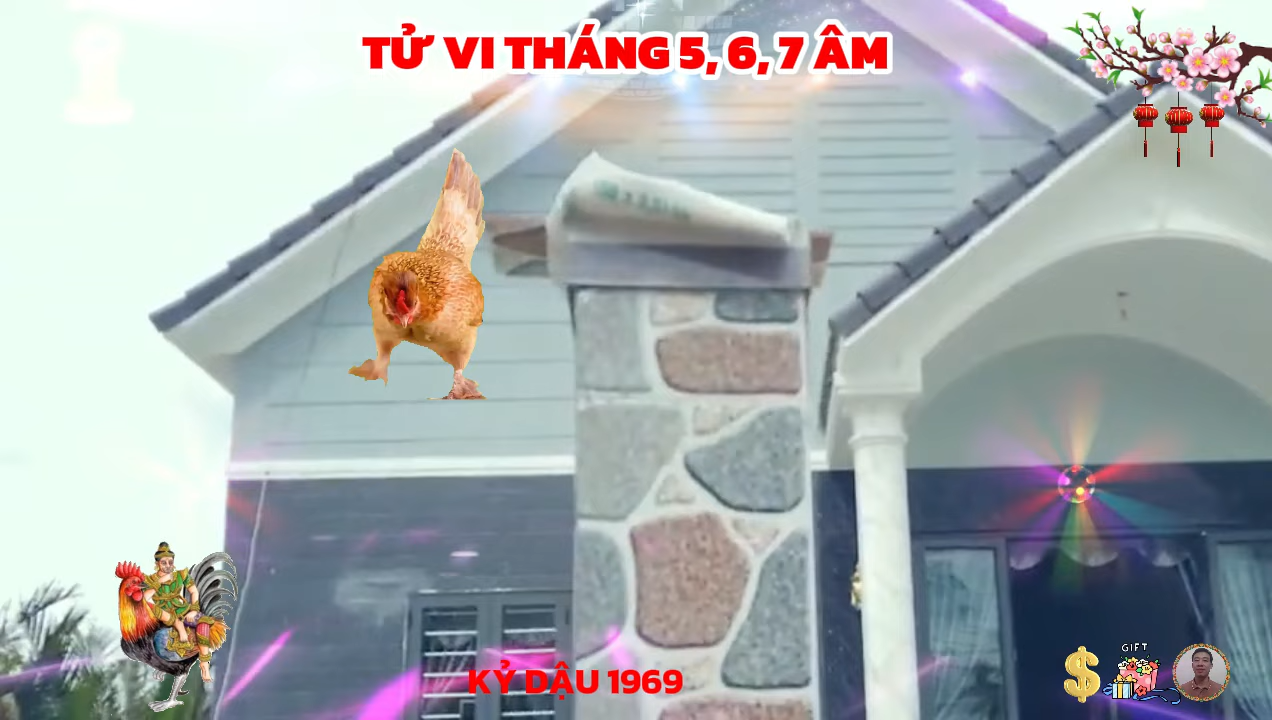 TỬ VI THÁNG 5, 6, 7 ÂM
GIFT
KỶ DẬU 1969